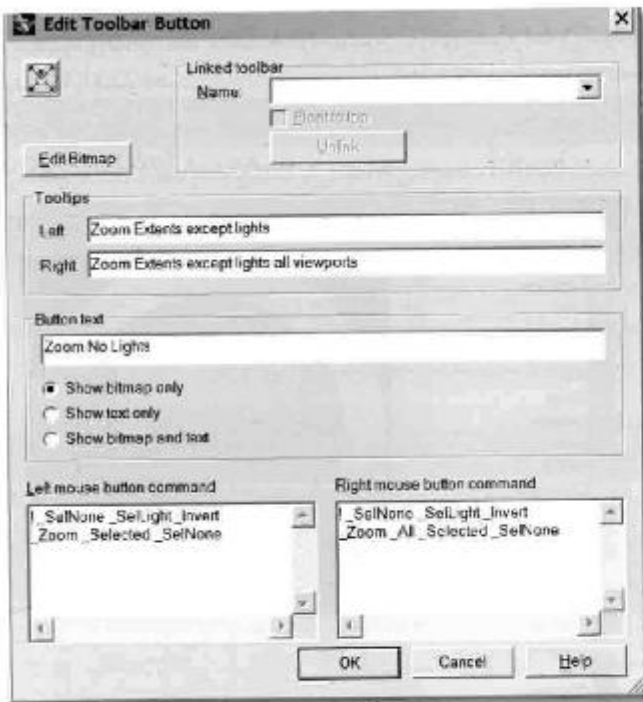 Edit Toolbar Button
Linked toolbar
Name:
Unlink
Edit Bitmap
Tooltips
Left
Zoom Extents except lights
Right
Zoom Extents except lights all viewports
Button text
Zoom No Lights
Show bitmap only
Show text only
Show bitmap and text
Left mouse button command
Right mouse button command
! _SelNone _SelLight _Invert
_Zoom _Selected _SelNone
! _SelNone _SelLight _Invert
_Zoom _All _Selected _SelNone
OK
Cancel
Help